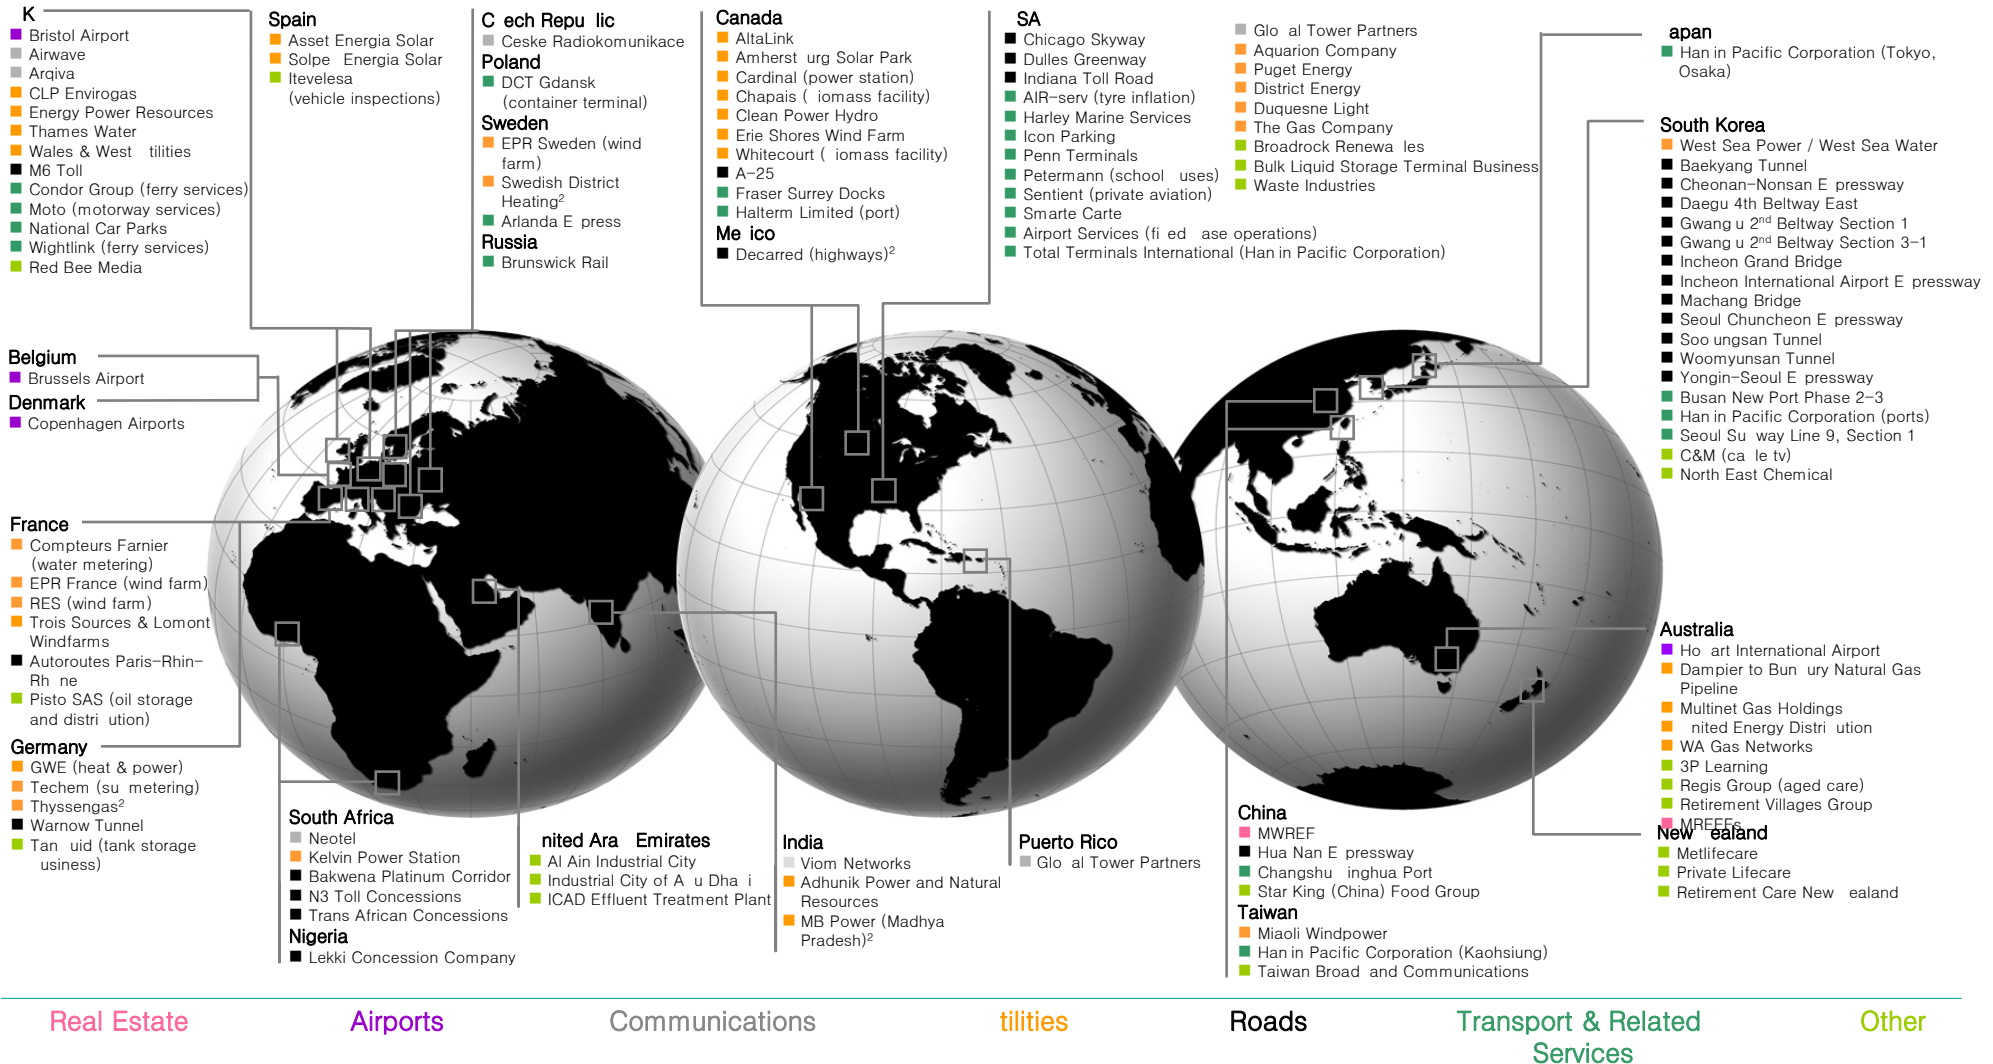 K
Bristol Airport
Airwave
Arqiva
CLP Envirogas
Energy Power Resources
Thames Water
Wales & West tilities
M6 Toll
Condor Group (ferry services)
Moto (motorway services)
National Car Parks
Wightlink (ferry services)
Red Bee Media
Spain
Asset Energia Solar
Solpe Energia Solar
Itevelesa
(vehicle inspections)
C ech Repu lic
Ceske Radiokomunikace
Poland
DCT Gdansk
(container terminal)
Sweden
EPR Sweden (wind
farm)
Swedish District
Heating2
Arlanda E press
Russia
Brunswick Rail
Canada
AltaLink
Amherst urg Solar Park
Cardinal (power station)
Chapais ( iomass facility)
Clean Power Hydro
Erie Shores Wind Farm
Whitecourt ( iomass facility)
A-25
Fraser Surrey Docks
Halterm Limited (port)
Me ico
Decarred (highways)2
SA
Chicago Skyway
Dulles Greenway
Indiana Toll Road
AIR-serv (tyre inflation)
Harley Marine Services
Icon Parking
Penn Terminals
Petermann (school uses)
Sentient (private aviation)
Smarte Carte
Airport Services (fi ed ase operations)
Total Terminals International (Han in Pacific Corporation)
Glo al Tower Partners
Aquarion Company
Puget Energy
District Energy
Duquesne Light
The Gas Company
Broadrock Renewa les
Bulk Liquid Storage Terminal Business
Waste Industries
apan
Han in Pacific Corporation (Tokyo,
Osaka)
South Korea
West Sea Power / West Sea Water
Baekyang Tunnel
Cheonan-Nonsan E pressway
Daegu 4th Beltway East
Gwang u 2nd Beltway Section 1
Gwang u 2nd Beltway Section 3-1
Incheon Grand Bridge
Incheon International Airport E pressway
Machang Bridge
Seoul Chuncheon E pressway
Soo ungsan Tunnel
Woomyunsan Tunnel
Yongin-Seoul E pressway
Busan New Port Phase 2-3
Han in Pacific Corporation (ports)
Seoul Su way Line 9, Section 1
C&M (ca le tv)
North East Chemical
Belgium
Brussels Airport
Denmark
Copenhagen Airports
France
Compteurs Farnier
(water metering)
EPR France (wind farm)
RES (wind farm)
Trois Sources & Lomont
Windfarms
Autoroutes Paris-Rhin-
Rh ne
Pisto SAS (oil storage
and distri ution)
Germany
GWE (heat & power)
Techem (su metering)
Thyssengas2
Warnow Tunnel
Tan uid (tank storage
usiness)
South Africa
Neotel
Kelvin Power Station
Bakwena Platinum Corridor
N3 Toll Concessions
Trans African Concessions
Nigeria
Lekki Concession Company
nited Ara Emirates
Al Ain Industrial City
Industrial City of A u Dha i
ICAD Effluent Treatment Plant
India
Viom Networks
Adhunik Power and Natural
Resources
MB Power (Madhya
Pradesh)2
Puerto Rico
Glo al Tower Partners
China
MWREF
Hua Nan E pressway
Changshu inghua Port
Star King (China) Food Group
Taiwan
Miaoli Windpower
Han in Pacific Corporation (Kaohsiung)
Taiwan Broad and Communications
Australia
Ho art International Airport
Dampier to Bun ury Natural Gas
Pipeline
Multinet Gas Holdings
nited Energy Distri ution
WA Gas Networks
3P Learning
Regis Group (aged care)
Retirement Villages Group
MREEFs
New ealand
Metlifecare
Private Lifecare
Retirement Care New ealand
Real Estate
Airports
Communications
tilities
Roads
Transport & Related
Services
Other